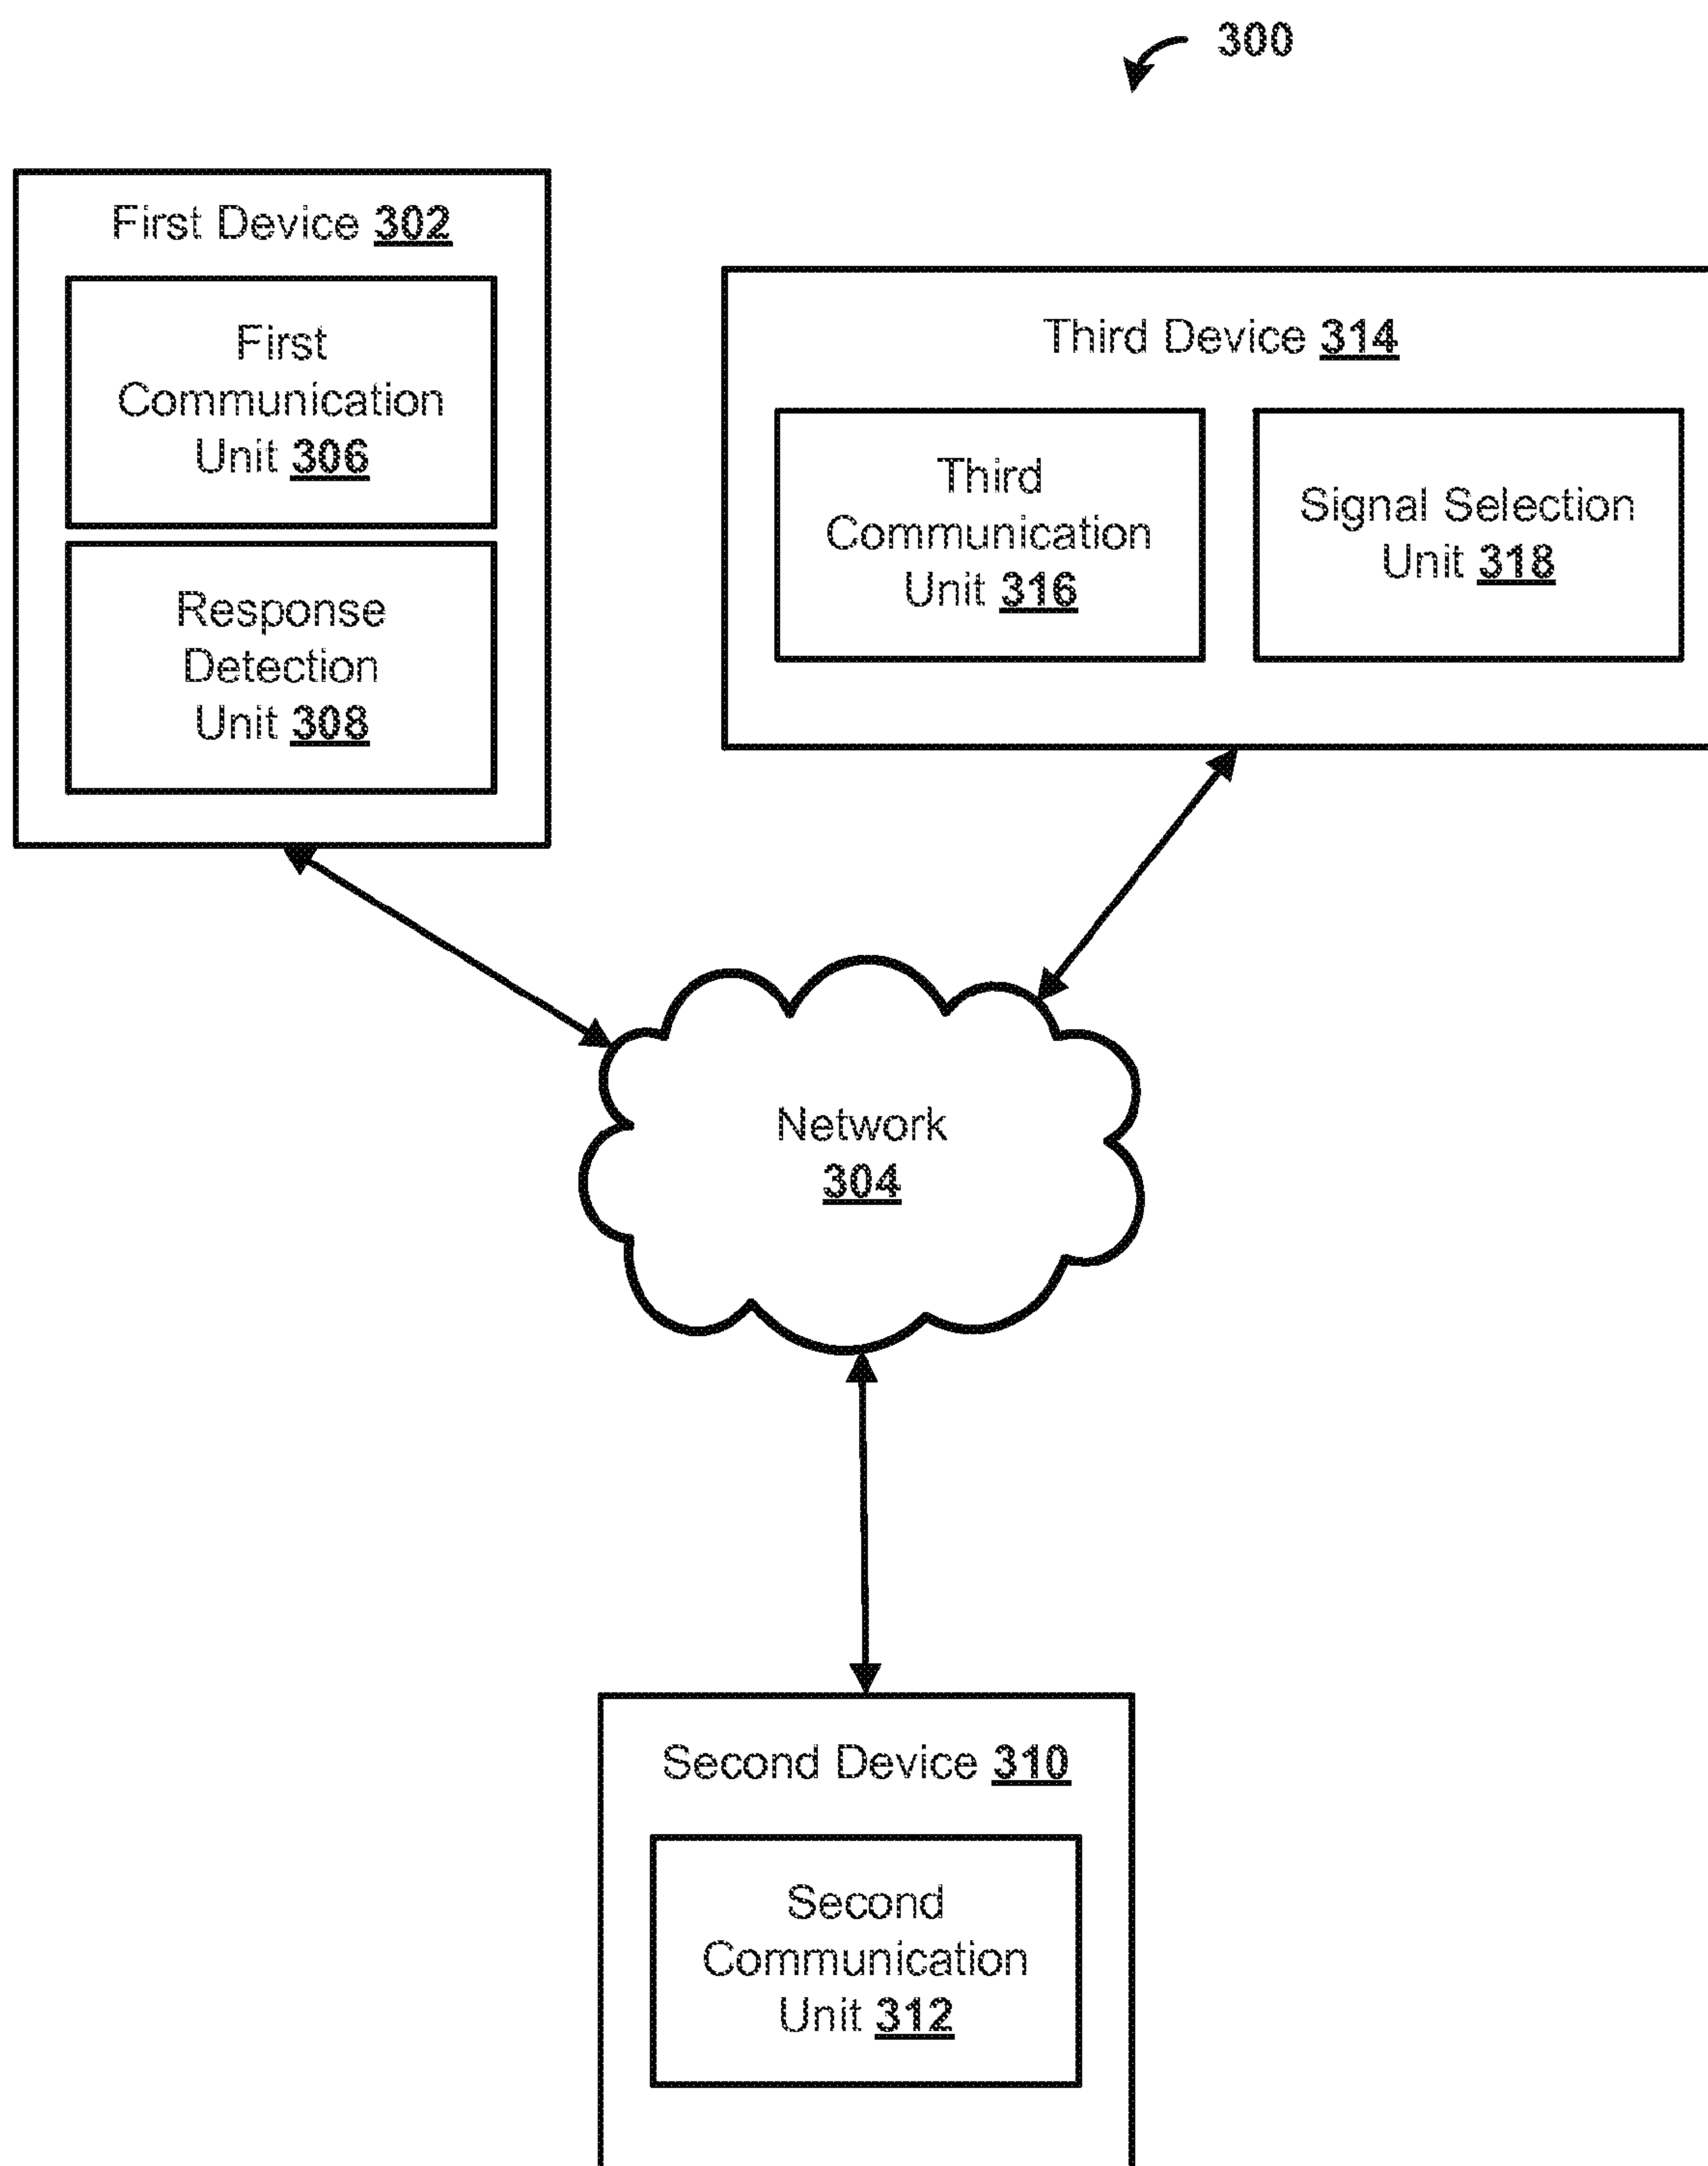 300
First Device 302
First
Communication
Unit 306
Response
Detection
Unit 308
Third Device 314
Third
Communication
Unit 316
Signal Selection
Unit 318
Network
304
Second Device 310
Second
Communication
Unit 312